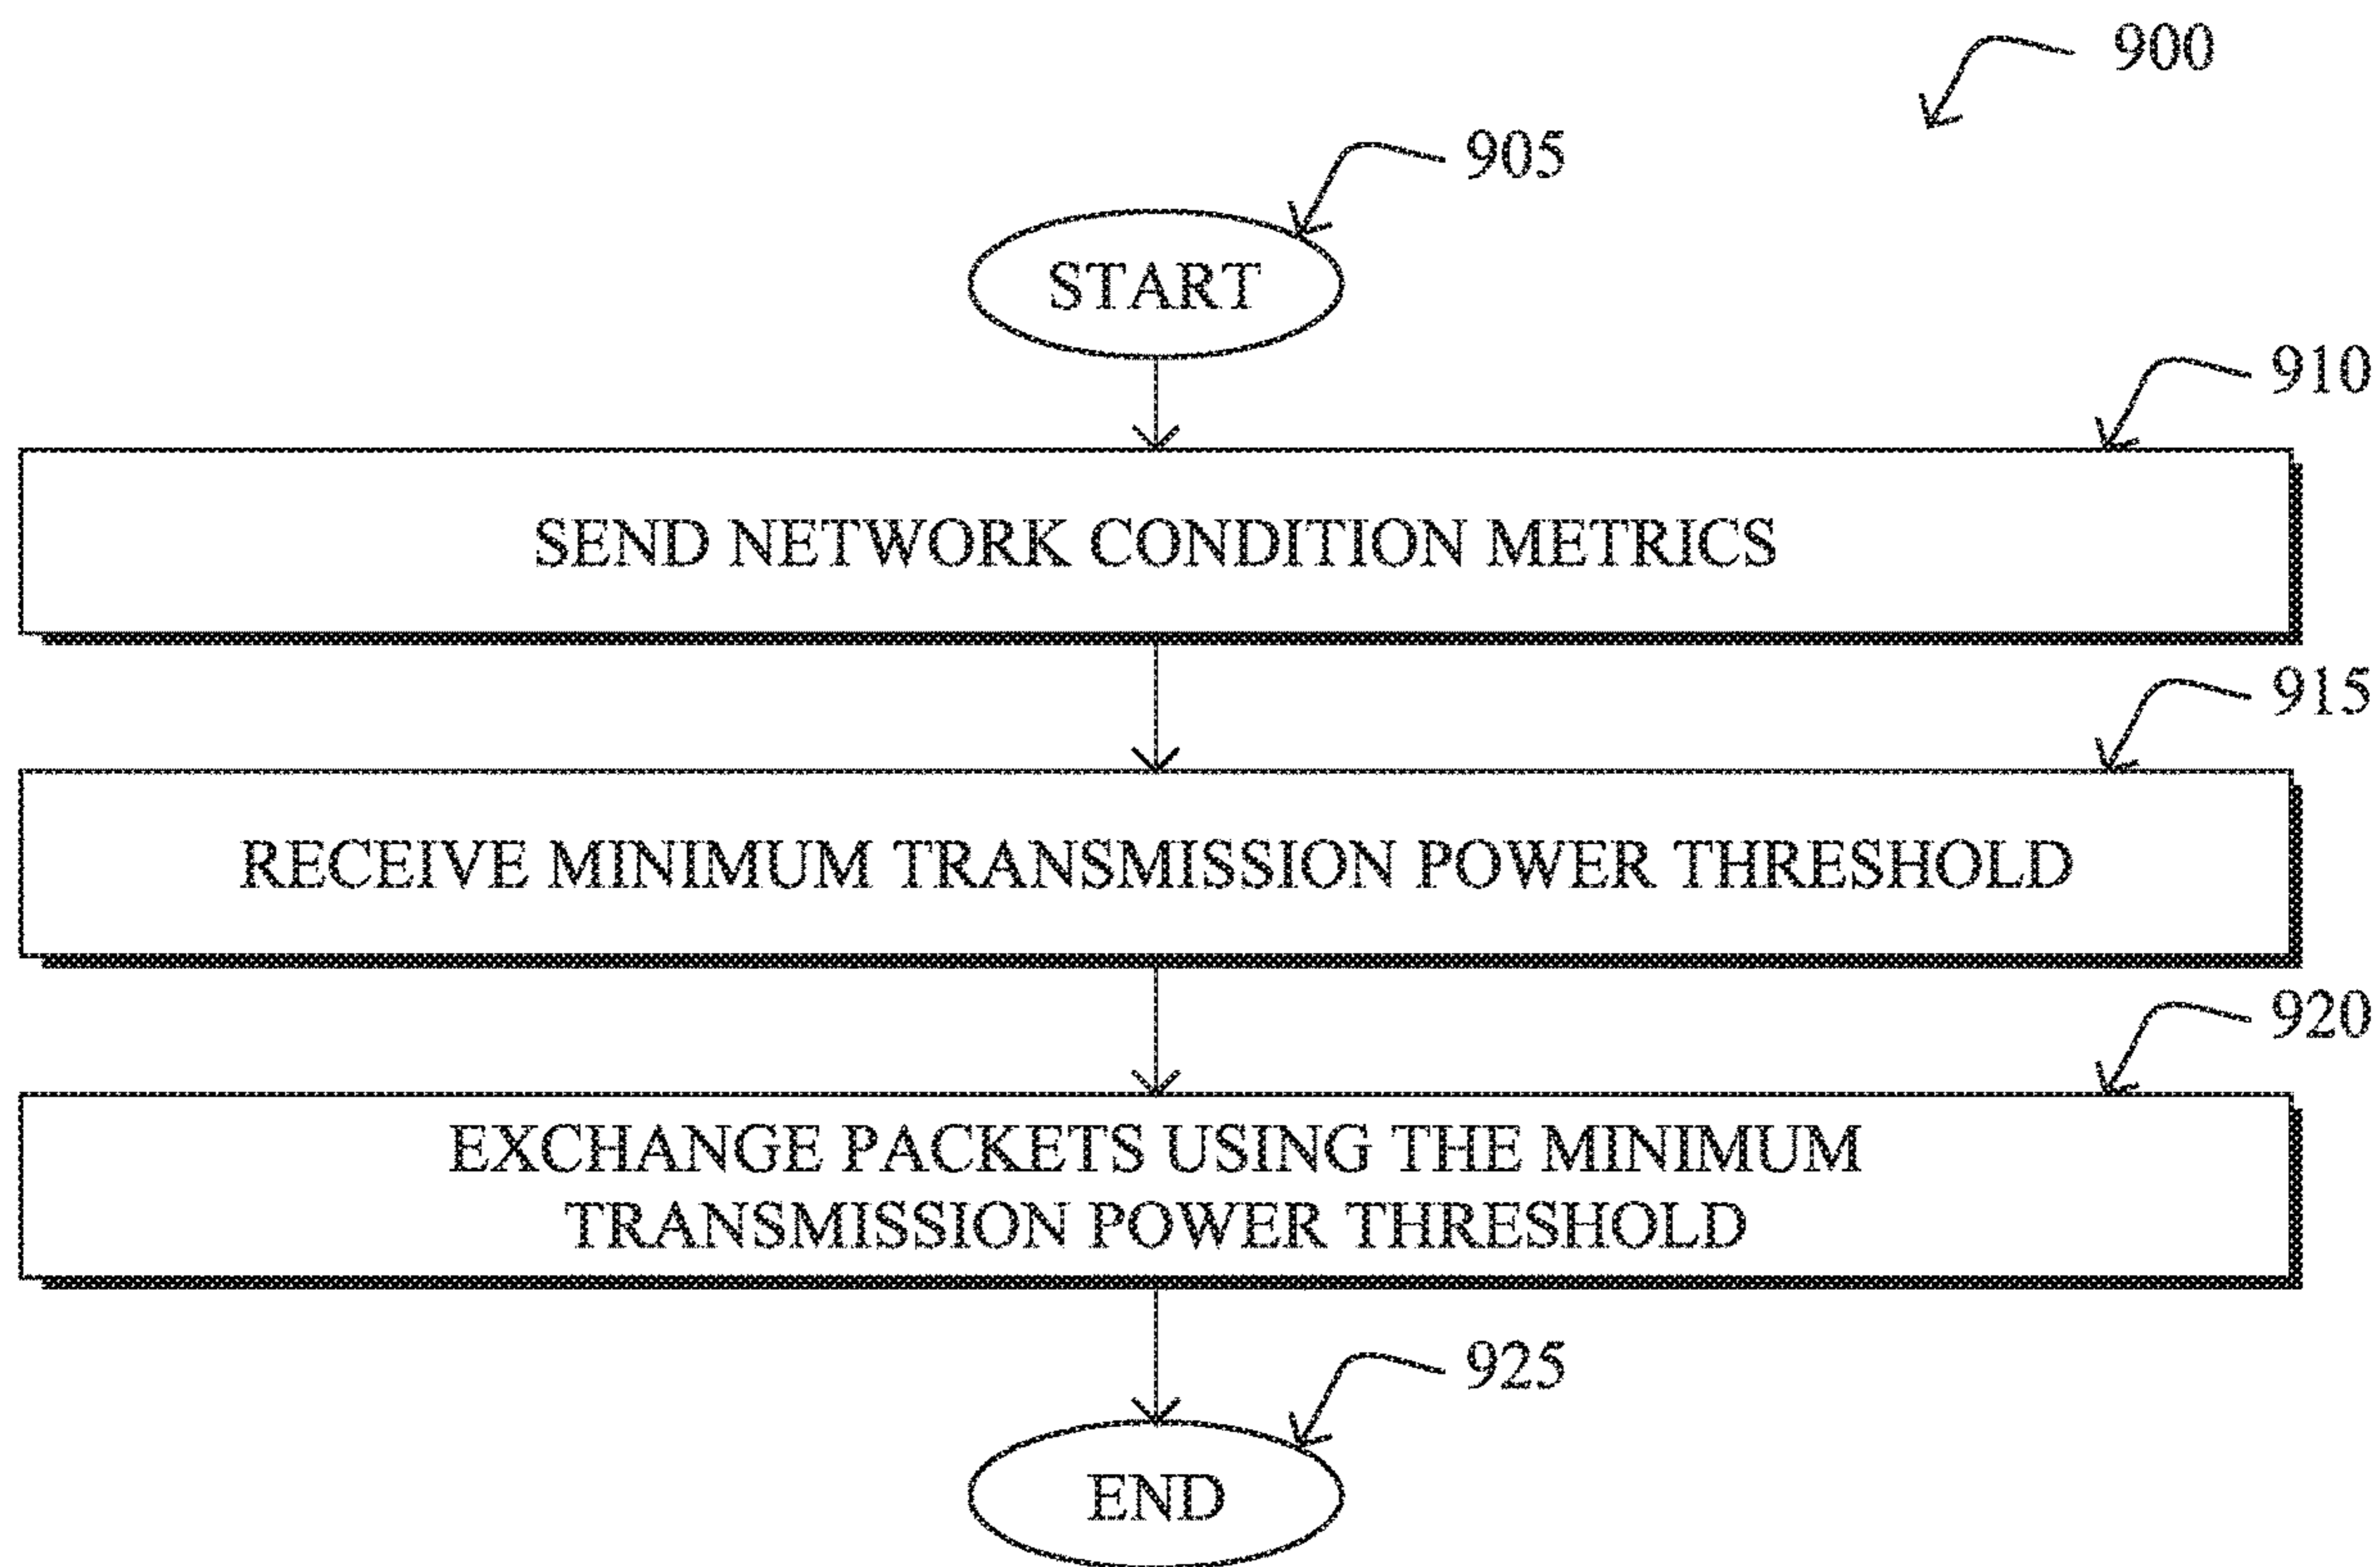 900
905
START
910
SEND NETWORK CONDITION METRICS
915
RECEIVE MINIMUM TRANSMISSION POWER THRESHOLD
920
EXCHANGE PACKETS USING THE MINIMUM
TRANSMISSION POWER THRESHOLD
925
END